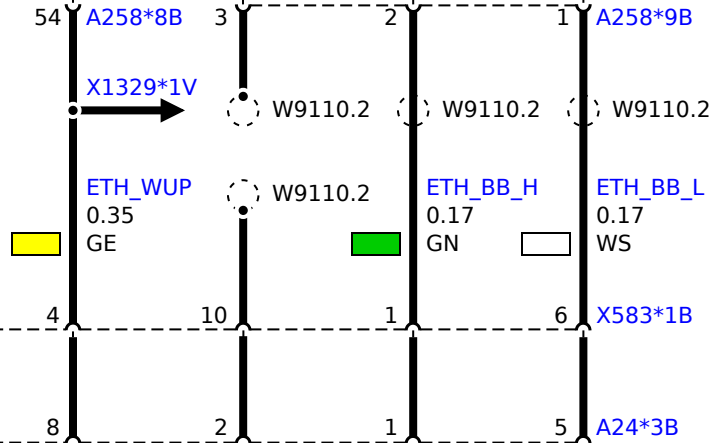 54 A258*8B 3 2 1 A258*9B
X1329*1V
W9110.2 W9110.2 W9110.2
ETH_WUP W9110.2 ETH_BB_H ETH_BB_L
0.35 0.17 0.17
GE GN WS
4 10 1 6 X583*1B
8 2 1 5 A24*3B